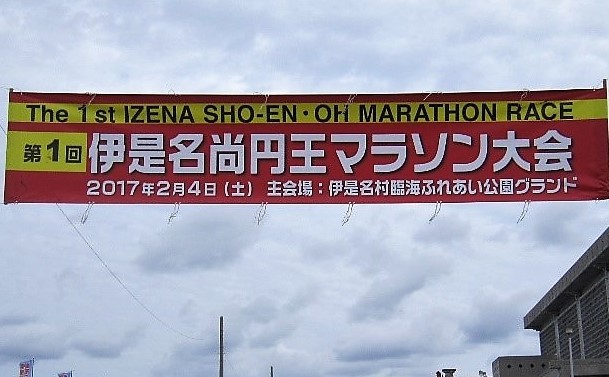 The 1st IZENA SHO-EN・OH MARATHON RACE
第1回 伊是名尚円王マラソン大会
2017年2月4日（土） 主会場：伊是名村臨海ふれあい公園グランド